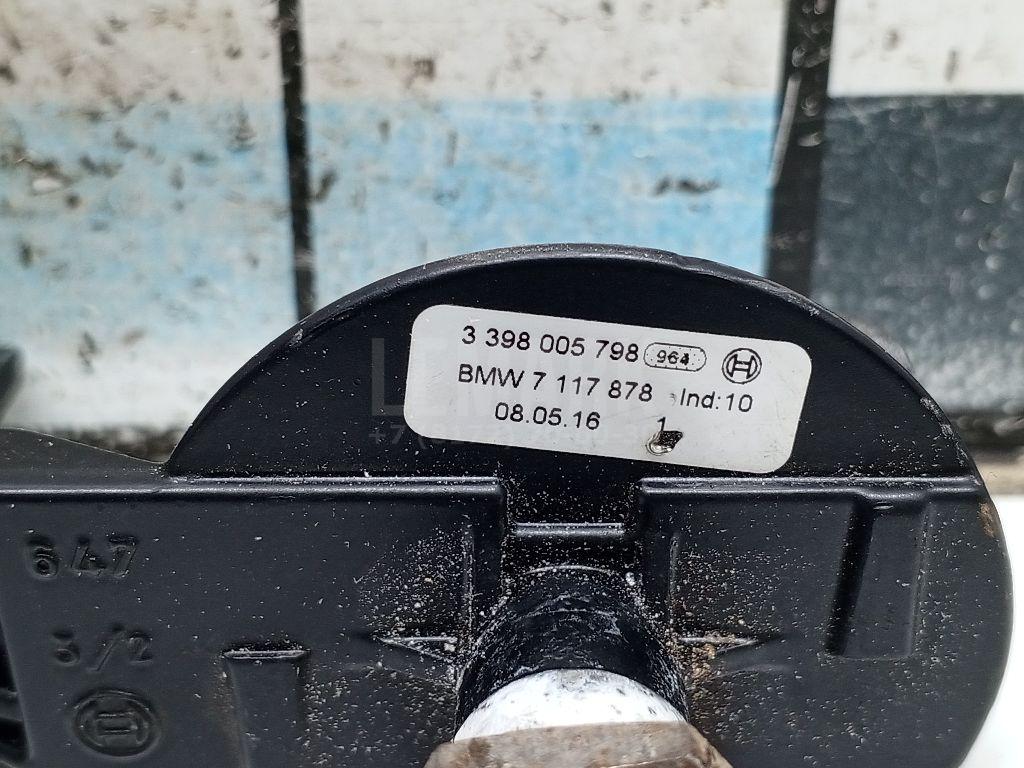 3 398 005 798 964
BMW 7 117 878 Ind:10
08.05.16 1
647
3/2